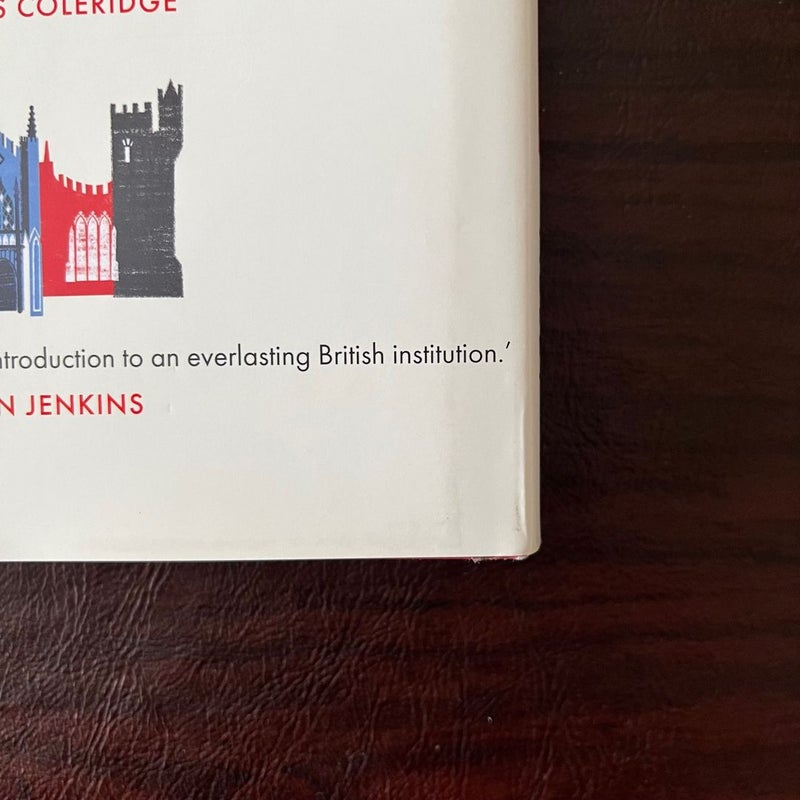 S COLERIDGE
ntroduction to an everlasting British institution.’
N JENKINS